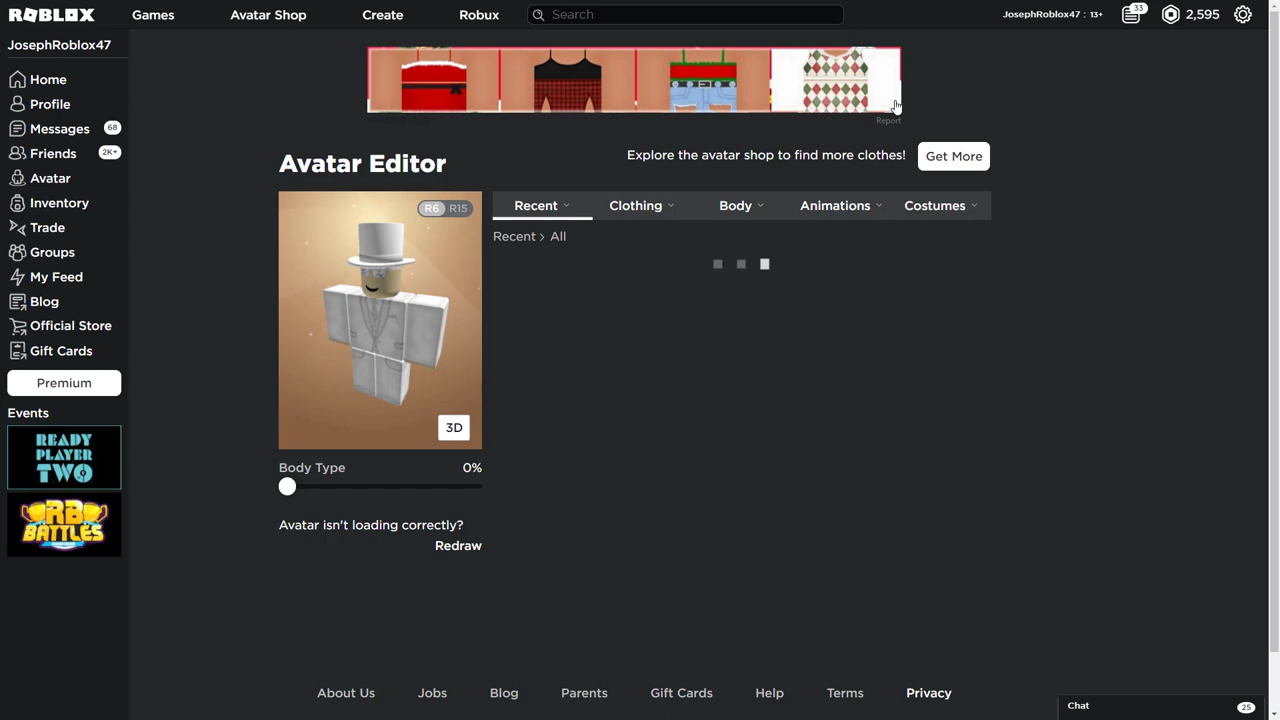 ROBLOX Games Avatar Shop Create Robux Search JosephRoblox47 : 13+ 33 2,595
JosephRoblox47
Home
Profile
Messages 68
Friends 2K+
Avatar
Inventory
Trade
Groups
My Feed
Blog
Official Store
Gift Cards
Premium
Events
READY
PLAYER
TWO
RB
BATTLES
Report
Avatar Editor
Explore the avatar shop to find more clothes! Get More
R6 R15
3D
Body Type 0%
Avatar isn't loading correctly?
Redraw
Recent Clothing Body Animations Costumes
Recent > All
About Us Jobs Blog Parents Gift Cards Help Terms Privacy
Chat 25